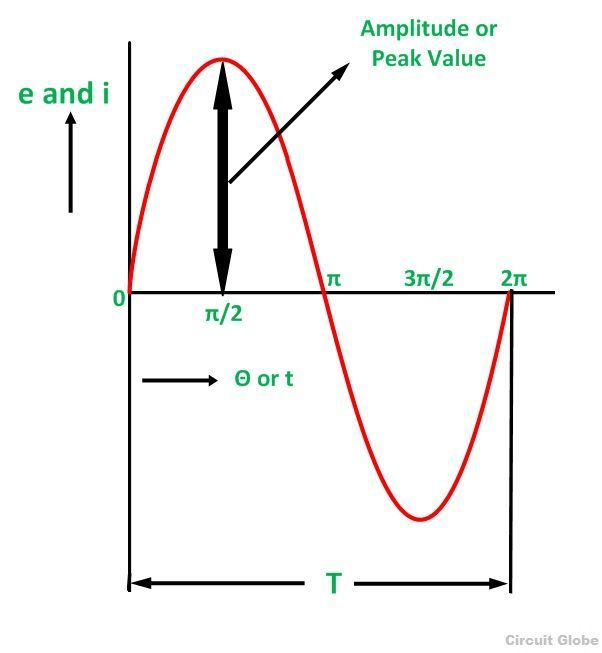 Amplitude or
Peak Value
e and i
0
π/2
π
3π/2
2π
Θ or t
T
Circuit Globe